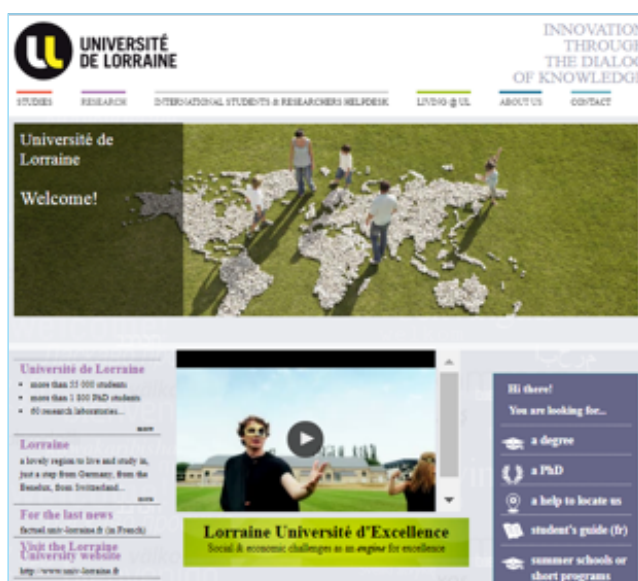 UNIVERSITÉ
DE LORRAINE
INNOVATION
THROUGH
THE DIALOG
OF KNOWLEDGE
STUDIES
RESEARCH
INTERNATIONAL STUDENTS & RESEARCHERS HELPDESK
LIVING @ UL
ABOUT US
CONTACT
Université de
Lorraine
Welcome!
Université de Lorraine
more than 55 000 students
more than 1 800 PhD students
60 research laboratories...
more
Lorraine
a lovely region to live and study in,
just a step from Germany, from the
Benelux, from Switzerland...
more
For the last news
factuel.univ-lorraine.fr (in French)
Visit the Lorraine
University website
http://www.univ-lorraine.fr
Lorraine Université d'Excellence
Social & economic challenges as an engine for excellence
Hi there!
You are looking for...
a degree
a PhD
a help to locate us
student's guide (fr)
summer schools or
short programs